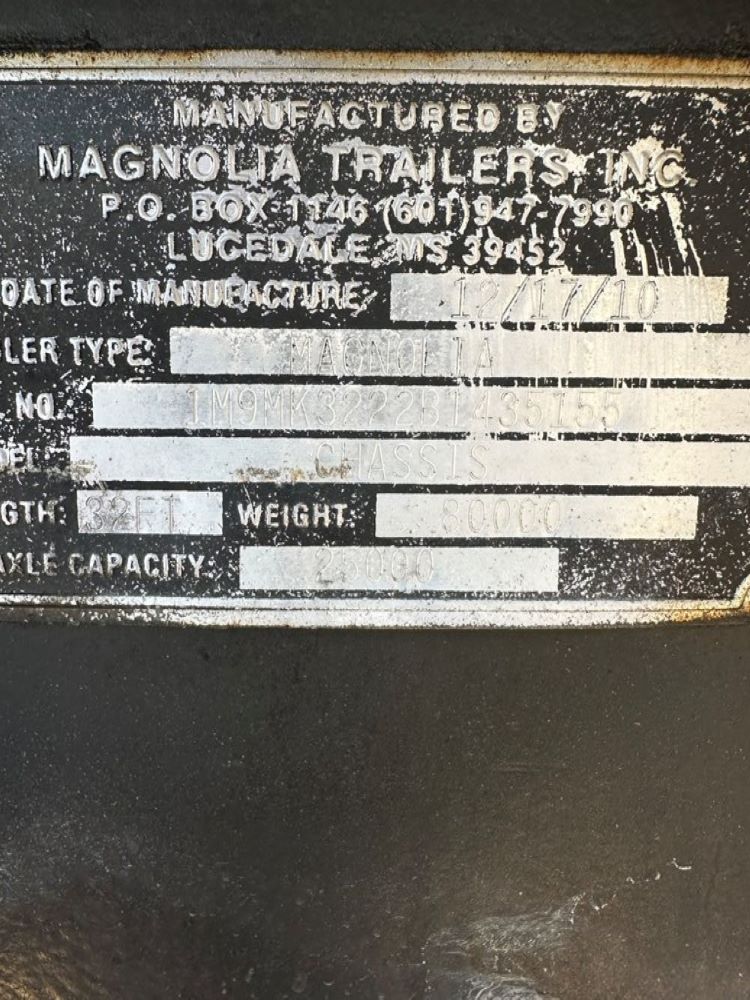 MANUFACTURED BY
MAGNOLIA TRAILERS, INC.
P.O. BOX 1146 (601) 947-7990
LUCEDALE, MS 39452
DATE OF MANUFACTURE: 12/17/10
LER TYPE: MAGNOLIA
NO. 1M9MK3222B1435155
DEL: CHASSIS
GTH: 32FT WEIGHT: 80000
AXLE CAPACITY: 25000